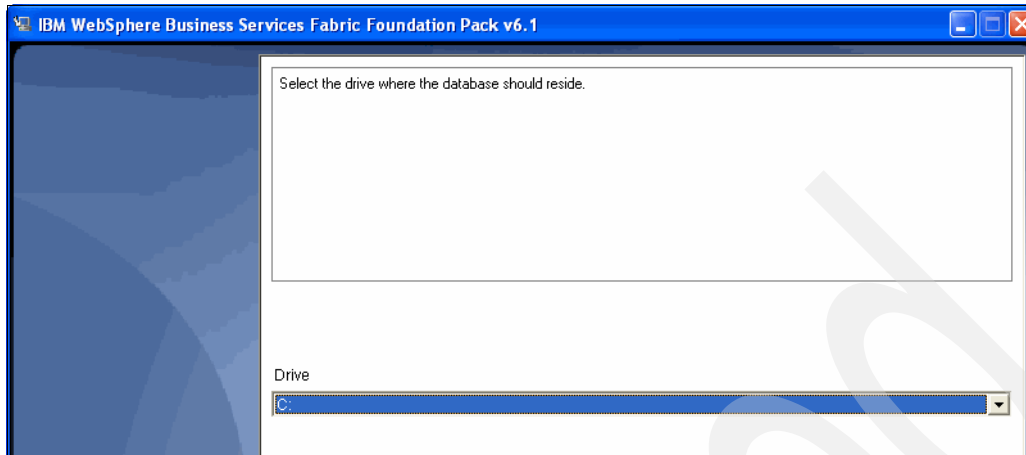 IBM WebSphere Business Services Fabric Foundation Pack v6.1
Select the drive where the database should reside.
Drive
C: